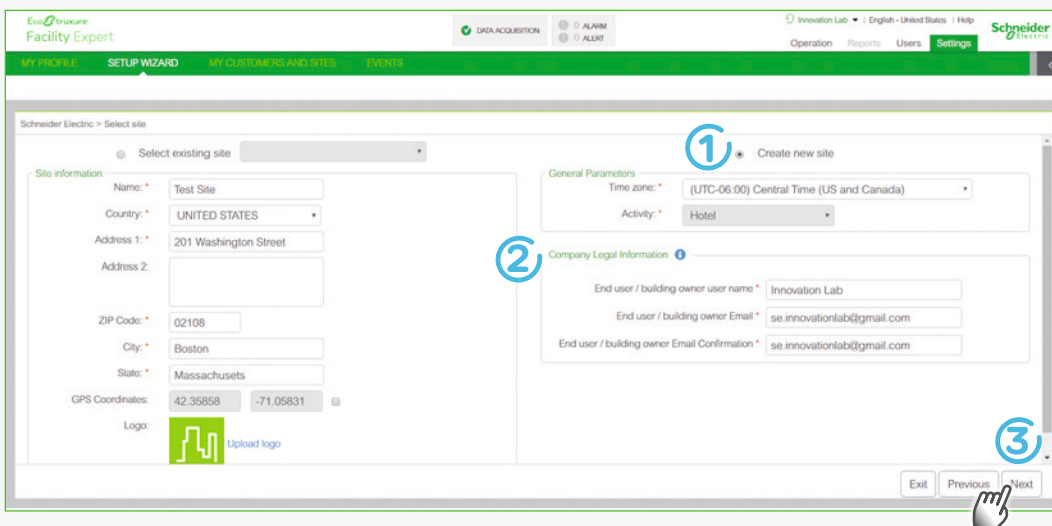 EcoStruxure
Facility Expert
DATA ACQUISITION
0 ALARM
0 ALERT
Innovation Lab | English - United States | Help
Operation Reports Users Settings
Schneider
Electric
MY PROFILE SETUP WIZARD MY CUSTOMERS AND SITES EVENTS
Schneider Electric > Select site
Select existing site
1 Create new site
Site information
Name: * Test Site
Country: * UNITED STATES
Address 1: * 201 Washington Street
Address 2:
ZIP Code: * 02108
City: * Boston
State: * Massachusets
GPS Coordinates: 42.35858 -71.05831
Logo: Upload logo
General Parameters
Time zone: * (UTC-06:00) Central Time (US and Canada)
Activity: * Hotel
2 Company Legal Information i
End user / building owner user name * Innovation Lab
End user / building owner Email * se.innovationlab@gmail.com
End user / building owner Email Confirmation * se.innovationlab@gmail.com
3
Exit Previous Next